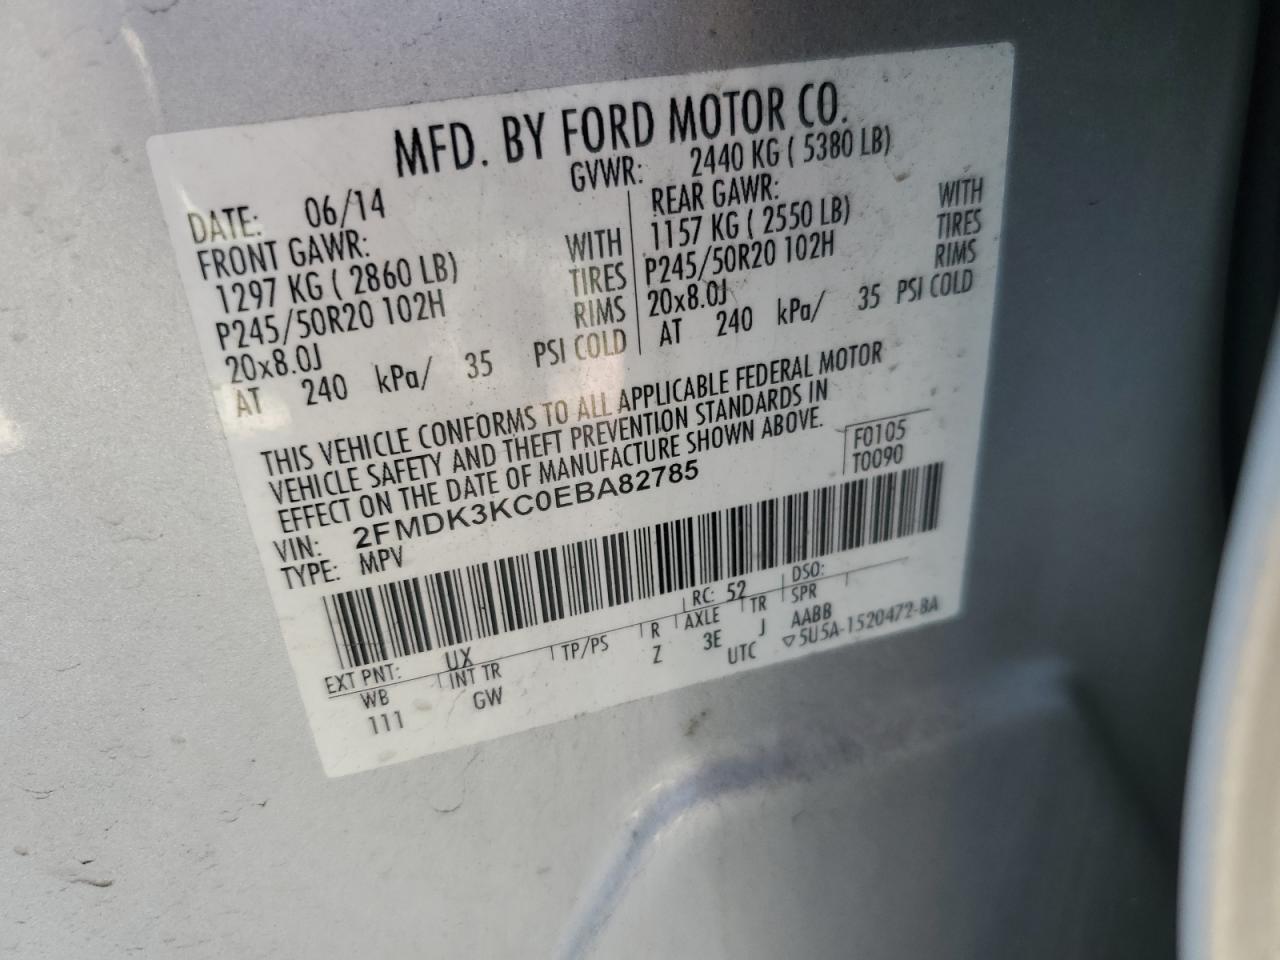 MFD. BY FORD MOTOR CO.
DATE: 06/14 GVWR: 2440 KG ( 5380 LB)
FRONT GAWR: REAR GAWR:
1297 KG ( 2860 LB) WITH 1157 KG ( 2550 LB) WITH
P245/50R20 102H TIRES P245/50R20 102H TIRES
20x8.0J RIMS 20x8.0J RIMS
AT 240 kPa/ 35 PSI COLD AT 240 kPa/ 35 PSI COLD
THIS VEHICLE CONFORMS TO ALL APPLICABLE FEDERAL MOTOR
VEHICLE SAFETY AND THEFT PREVENTION STANDARDS IN
EFFECT ON THE DATE OF MANUFACTURE SHOWN ABOVE.
F0105
VIN: 2FMDK3KC0EBA82785 T0090
TYPE: MPV
EXT PNT: UX RC: 52 DSO:
WB INT TR TP/PS R AXLE TR SPR
111 GW Z 3E J AABB
UTC ▽5U5A-1520472-BA